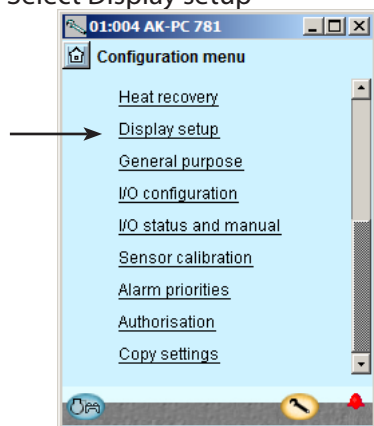 Select Display setup
01:004 AK-PC 781
Configuration menu
Heat recovery
Display setup
General purpose
I/O configuration
I/O status and manual
Sensor calibration
Alarm priorities
Authorisation
Copy settings